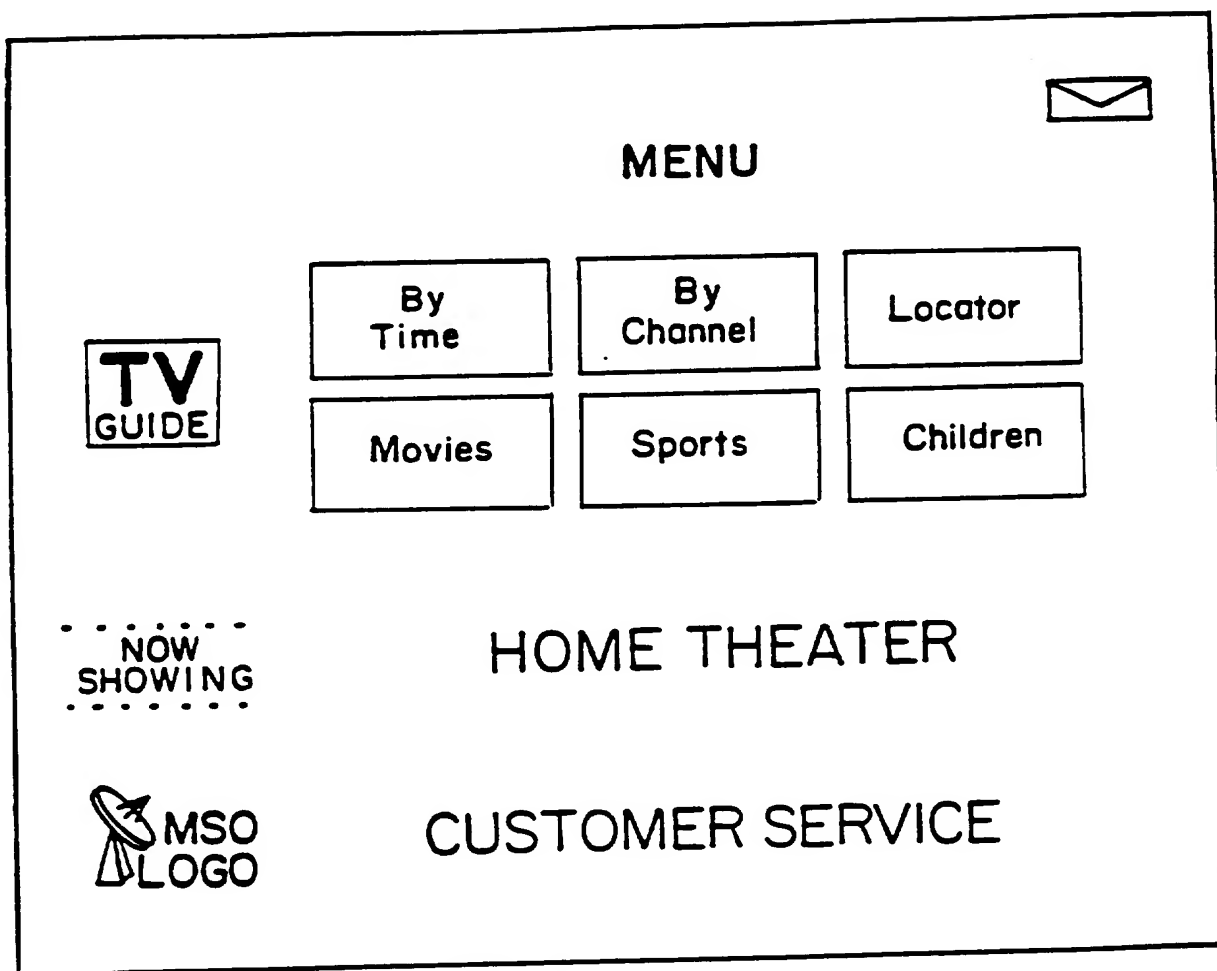 MENU
By
Time
By
Channel
Locator
TV
GUIDE
Movies
Sports
Children
NOW
SHOWING
HOME THEATER
MSO
LOGO
CUSTOMER SERVICE